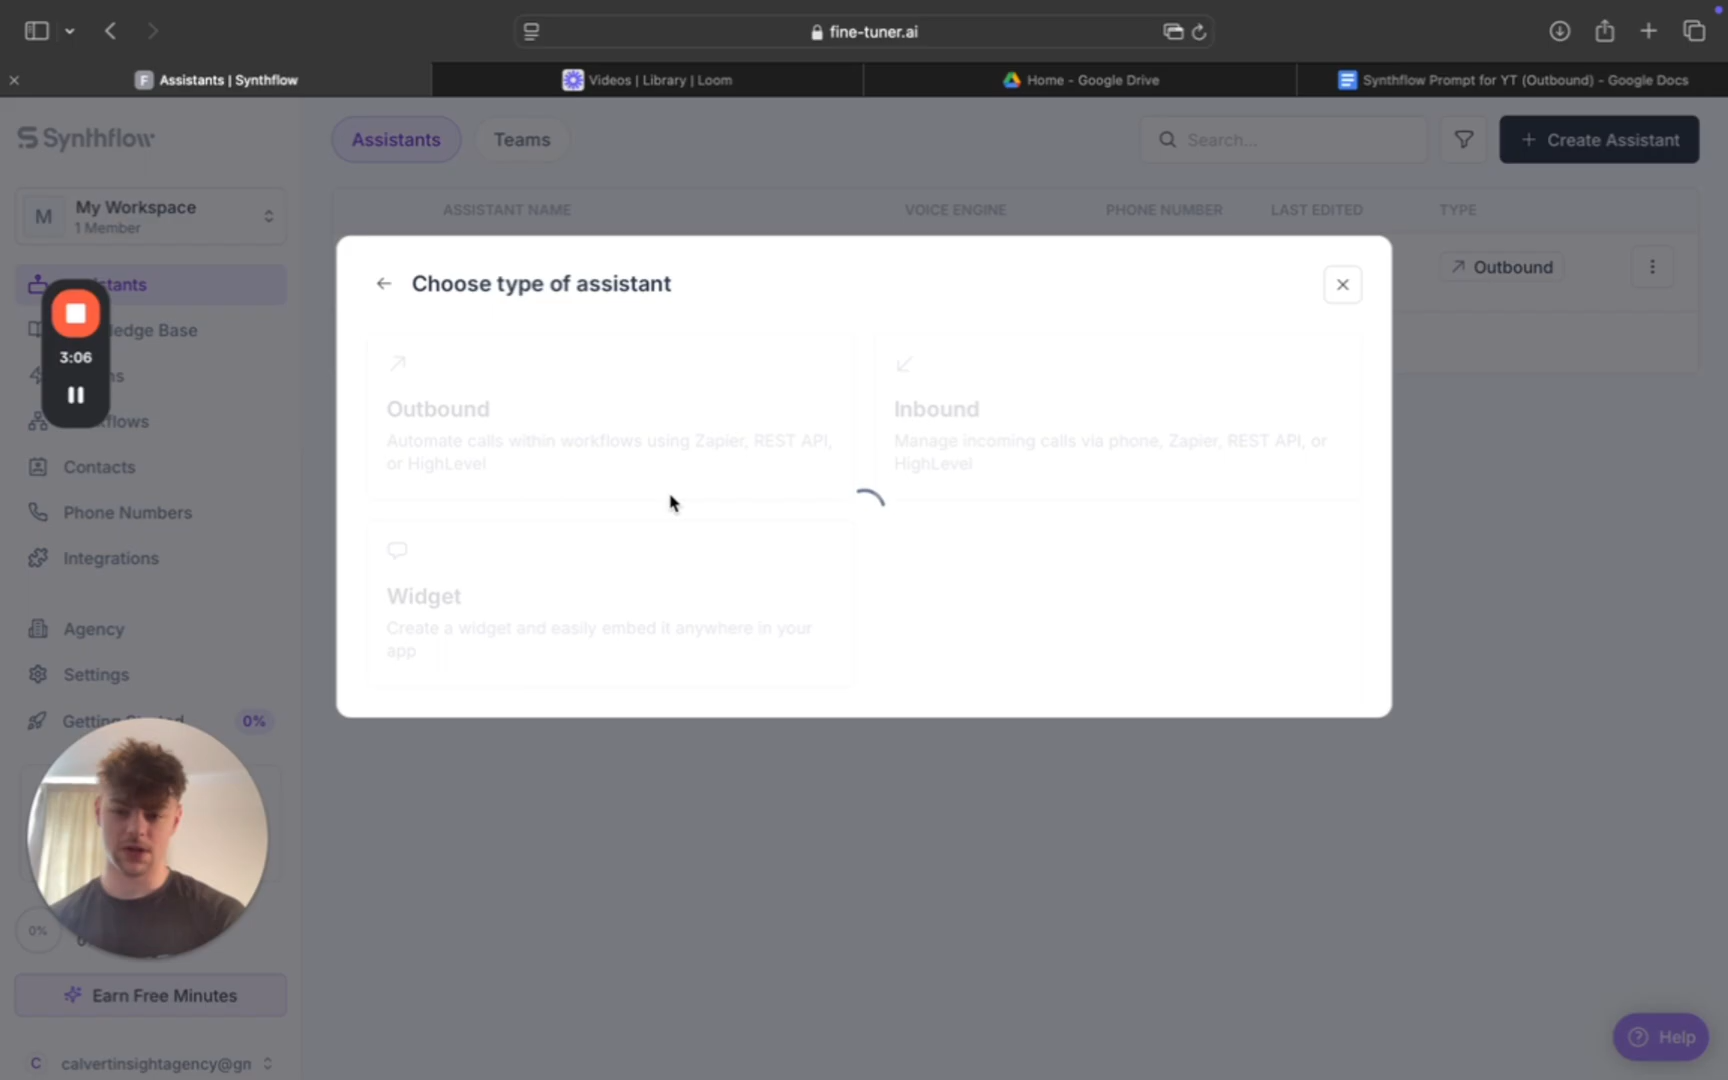 fine-tuner.ai
Assistants | Synthflow
Videos | Library | Loom
Home - Google Drive
Synthflow Prompt for YT (Outbound) - Google Docs
Synthflow
Assistants
Teams
Search...
+ Create Assistant
M
My Workspace
1 Member
ASSISTANT NAME
VOICE ENGINE
PHONE NUMBER
LAST EDITED
TYPE
Outbound
Choose type of assistant
Outbound
Automate calls within workflows using Zapier, REST API,
or HighLevel
Inbound
Manage incoming calls via phone, Zapier, REST API, or
HighLevel
Widget
Create a widget and easily embed it anywhere in your
app
3:06
Contacts
Phone Numbers
Integrations
Agency
Settings
Getting Started
0%
0%
Earn Free Minutes
C
calvertinsightagency@gn
Help